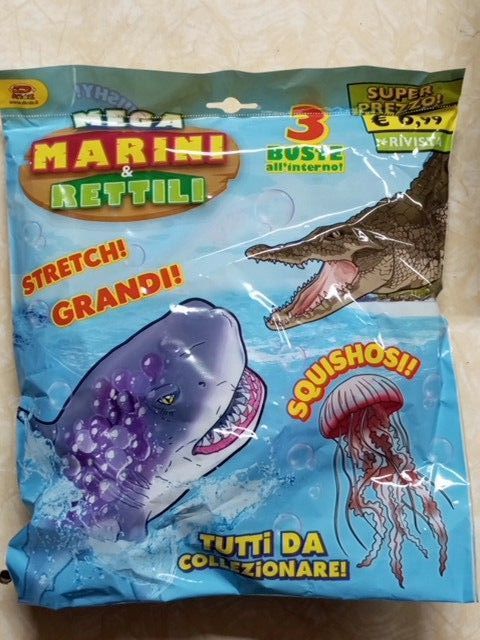 MEGA
MARINI
&
RETTILI
3
BUSTE
all'interno!
SUPER
PREZZO!
RIVISTA
STRETCH!
GRANDI!
SQUISHOSI!
TUTTI DA
COLLEZIONARE!